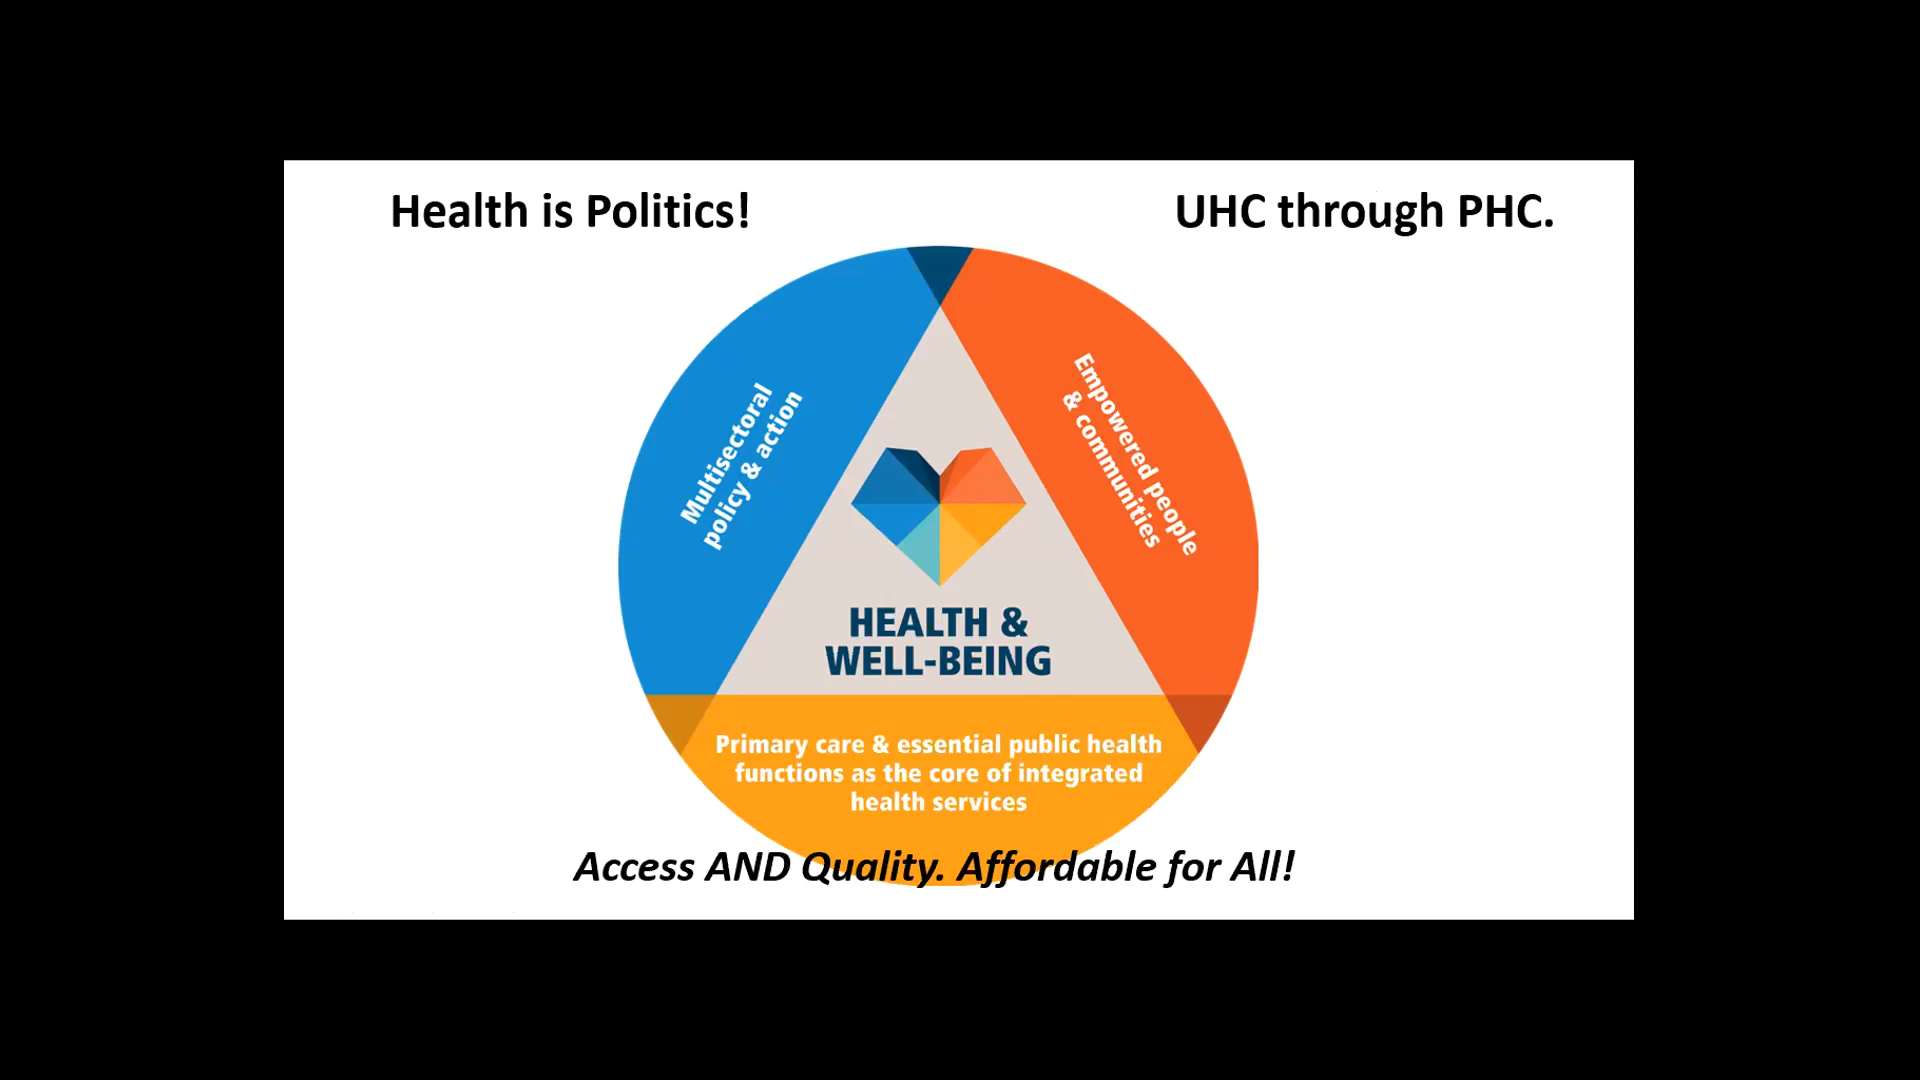 Health is Politics!
UHC through PHC.
Multisectoral
policy & action
Empowered people
& communities
HEALTH &
WELL-BEING
Primary care & essential public health
functions as the core of integrated
health services
Access AND Quality. Affordable for All!